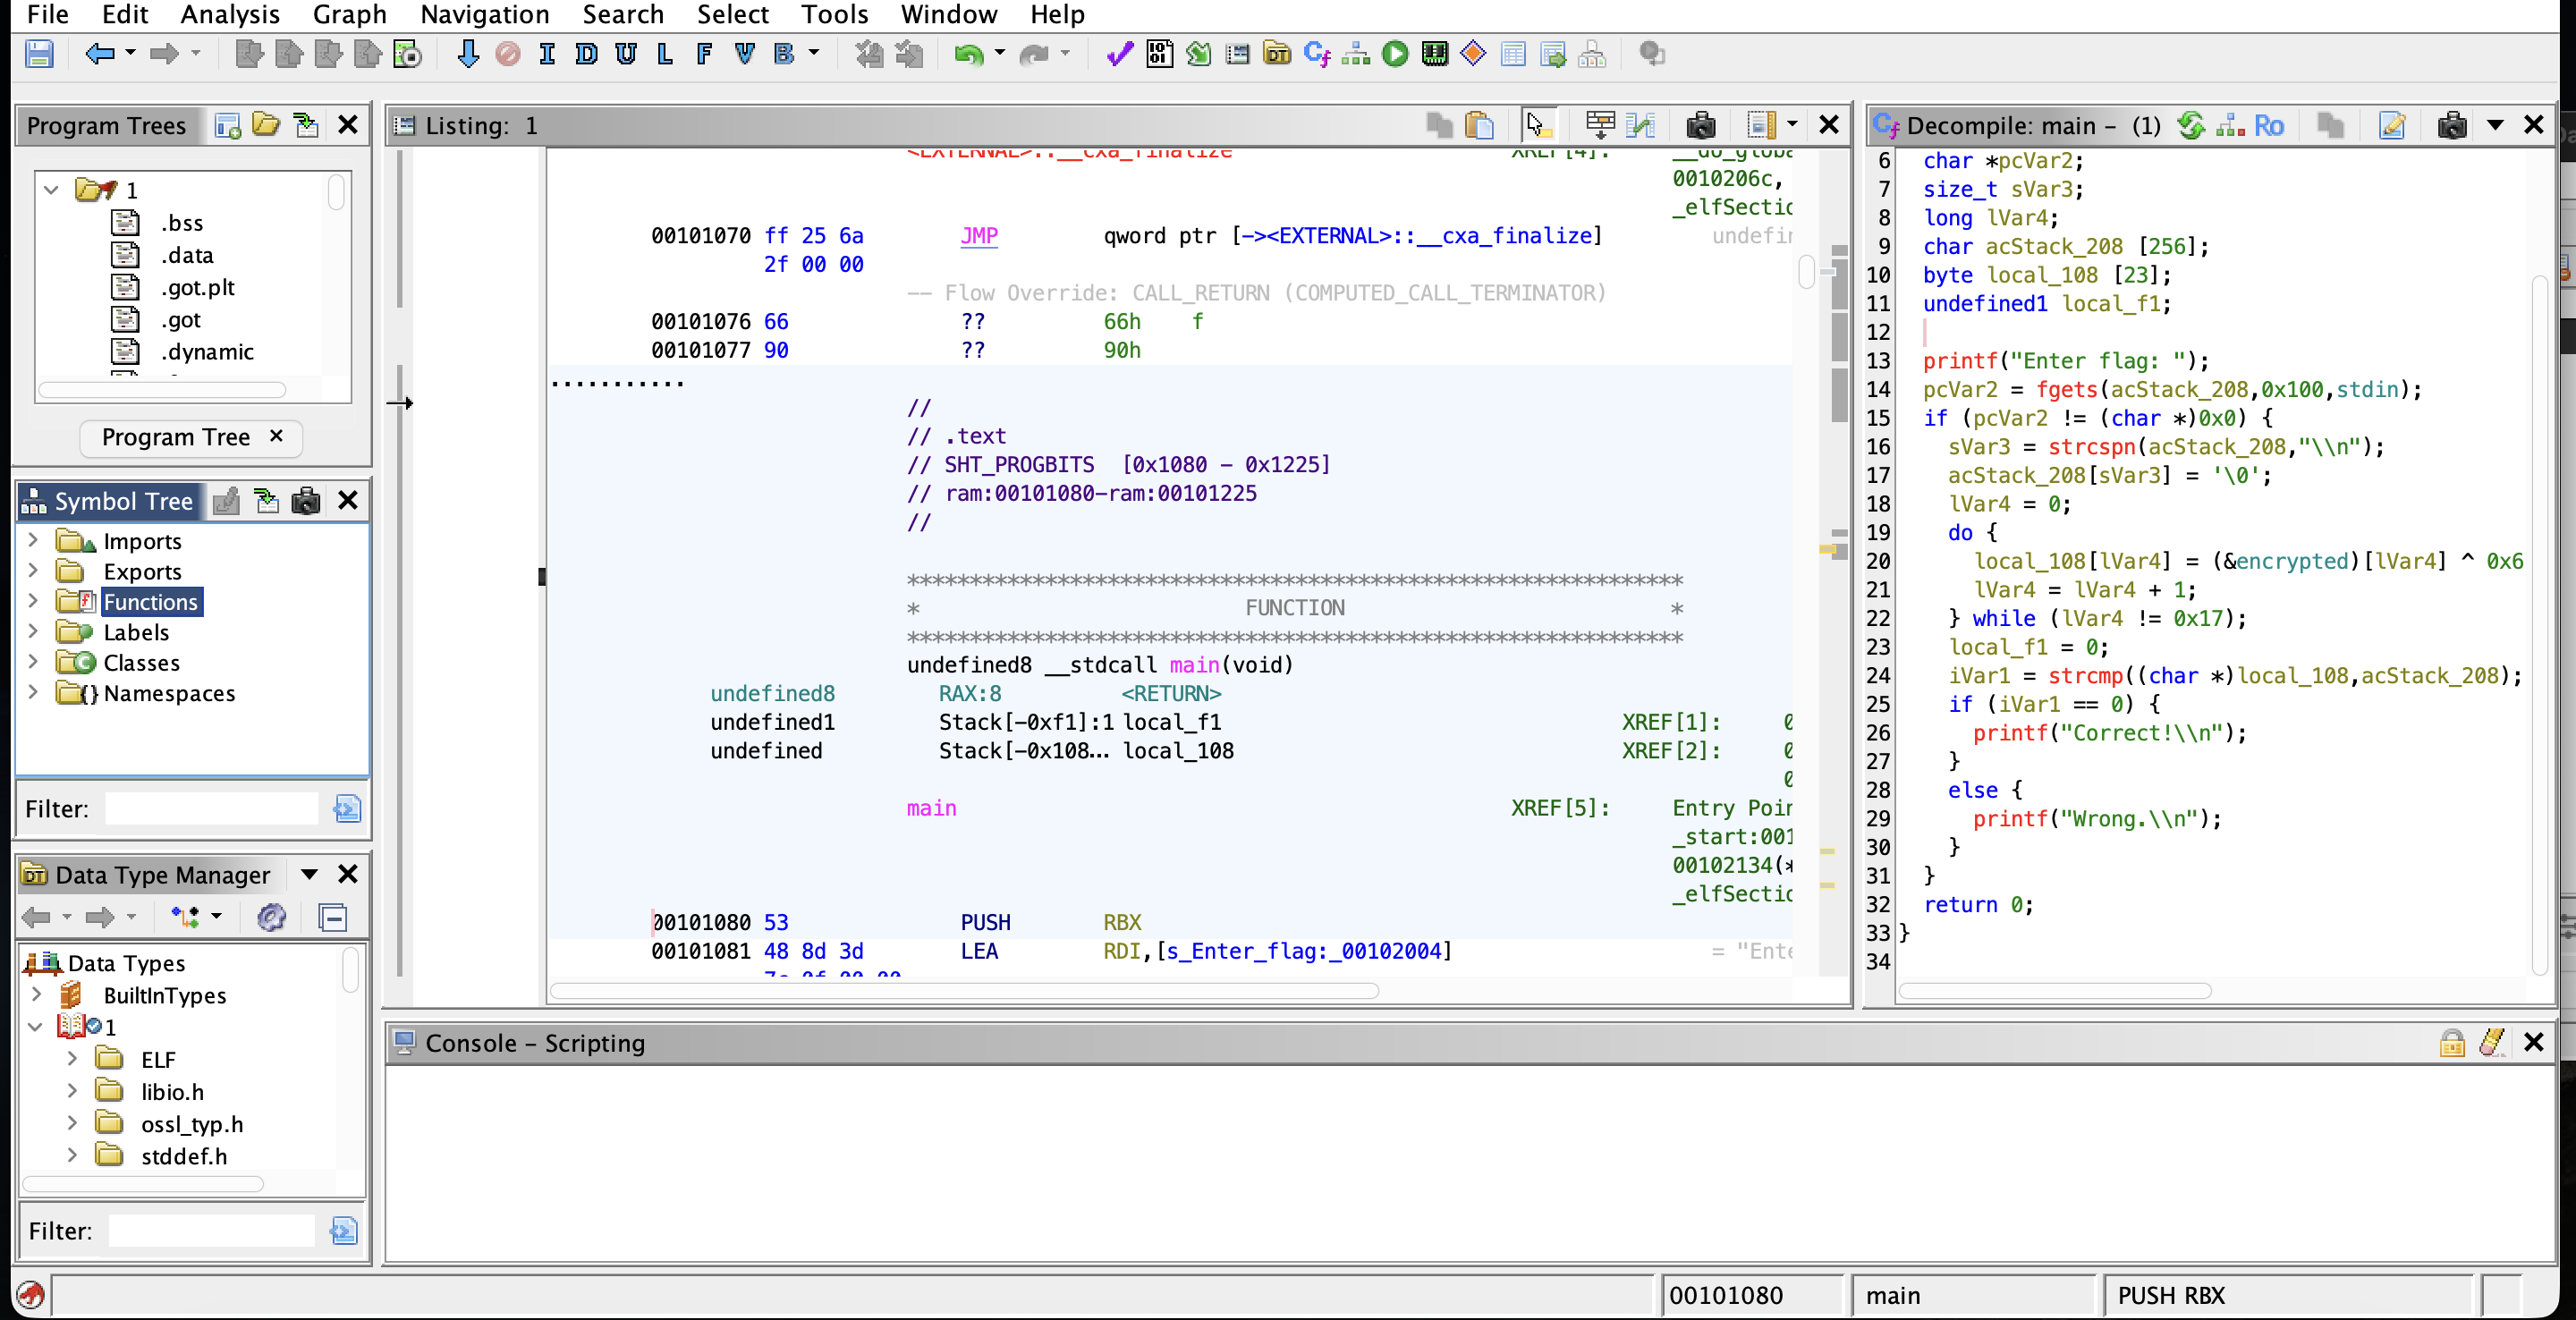 File Edit Analysis Graph Navigation Search Select Tools Window Help
I D U L F V B
Program Trees
1
.bss
.data
.got.plt
.got
.dynamic
Program Tree ×
Symbol Tree
Imports
Exports
Functions
Labels
Classes
Namespaces
Filter:
Data Type Manager
Data Types
BuiltInTypes
1
ELF
libio.h
ossl_typ.h
stddef.h
Filter:
Listing: 1
<EXTERNAL>::__cxa_finalize XREF[4]:
0010206c,
_elfSectic
00101070 ff 25 6a JMP qword ptr [-><EXTERNAL>::__cxa_finalize] undefin
2f 00 00
-- Flow Override: CALL_RETURN (COMPUTED_CALL_TERMINATOR)
00101076 66 ?? 66h f
00101077 90 ?? 90h
...........
//
// .text
// SHT_PROGBITS [0x1080 - 0x1225]
// ram:00101080-ram:00101225
//
**************************************************************
* FUNCTION *
**************************************************************
undefined8 __stdcall main(void)
undefined8 RAX:8 <RETURN>
undefined1 Stack[-0xf1]:1 local_f1 XREF[1]: 0
undefined Stack[-0x108... local_108 XREF[2]: 0
0
main XREF[5]: Entry Poin
_start:001
00102134(*
_elfSectic
00101080 53 PUSH RBX
00101081 48 8d 3d LEA RDI,[s_Enter_flag:_00102004] = "Ente
Decompile: main - (1) Ro
6 char *pcVar2;
7 size_t sVar3;
8 long lVar4;
9 char acStack_208 [256];
10 byte local_108 [23];
11 undefined1 local_f1;
12
13 printf("Enter flag: ");
14 pcVar2 = fgets(acStack_208,0x100,stdin);
15 if (pcVar2 != (char *)0x0) {
16 sVar3 = strcspn(acStack_208,"\\n");
17 acStack_208[sVar3] = '\0';
18 lVar4 = 0;
19 do {
20 local_108[lVar4] = (&encrypted)[lVar4] ^ 0x6
21 lVar4 = lVar4 + 1;
22 } while (lVar4 != 0x17);
23 local_f1 = 0;
24 iVar1 = strcmp((char *)local_108,acStack_208);
25 if (iVar1 == 0) {
26 printf("Correct!\\n");
27 }
28 else {
29 printf("Wrong.\\n");
30 }
31 }
32 return 0;
33 }
34
Console - Scripting
00101080 main PUSH RBX